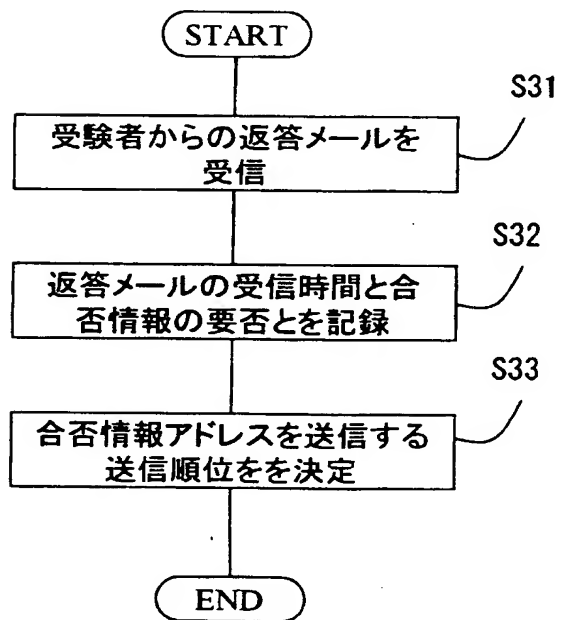 START
S31
受験者からの返答メールを
受信
S32
返答メールの受信時間と合
否情報の要否とを記録
S33
合否情報アドレスを送信する
送信順位をを決定
END